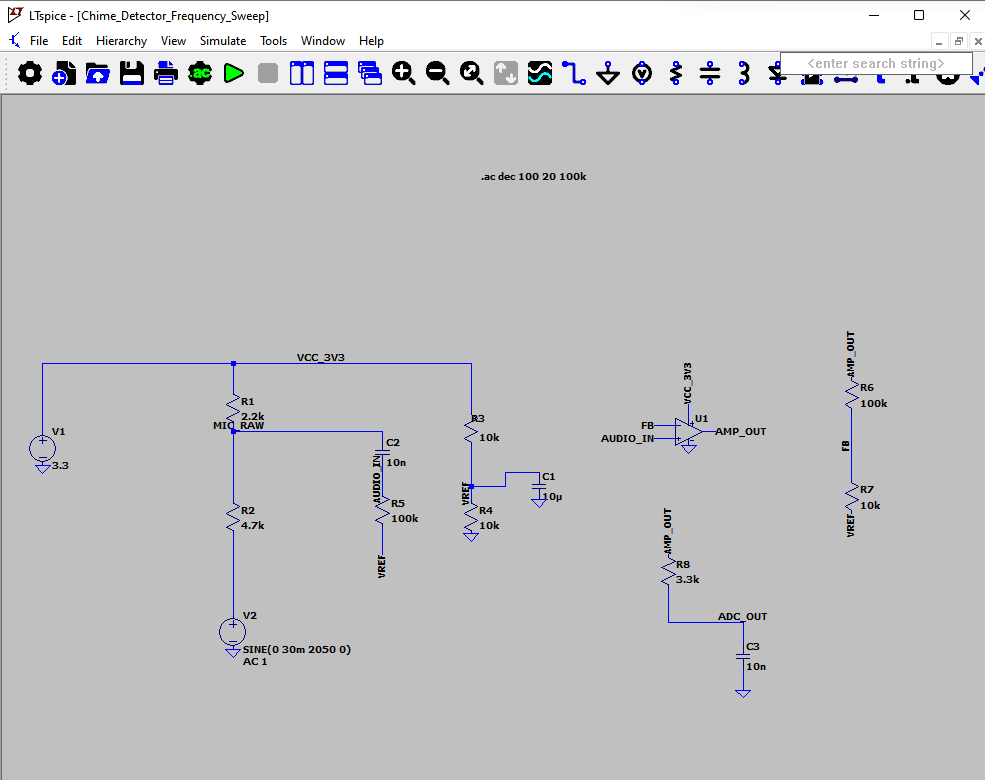 LTspice - [Chime_Detector_Frequency_Sweep]
File Edit Hierarchy View Simulate Tools Window Help
<enter search string>
.ac dec 100 20 100k
VCC_3V3
V1
3.3
R1
2.2k
MIC_RAW
R2
4.7k
V2
SINE(0 30m 2050 0)
AC 1
C2
10n
AUDIO_IN
R5
100k
VREF
R3
10k
VREF
C1
10µ
R4
10k
VCC_3V3
U1
FB
AUDIO_IN
AMP_OUT
AMP_OUT
R8
3.3k
ADC_OUT
C3
10n
AMP_OUT
R6
100k
FB
R7
10k
VREF